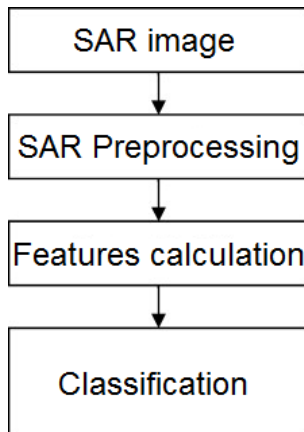 SAR image
SAR Preprocessing
Features calculation
Classification